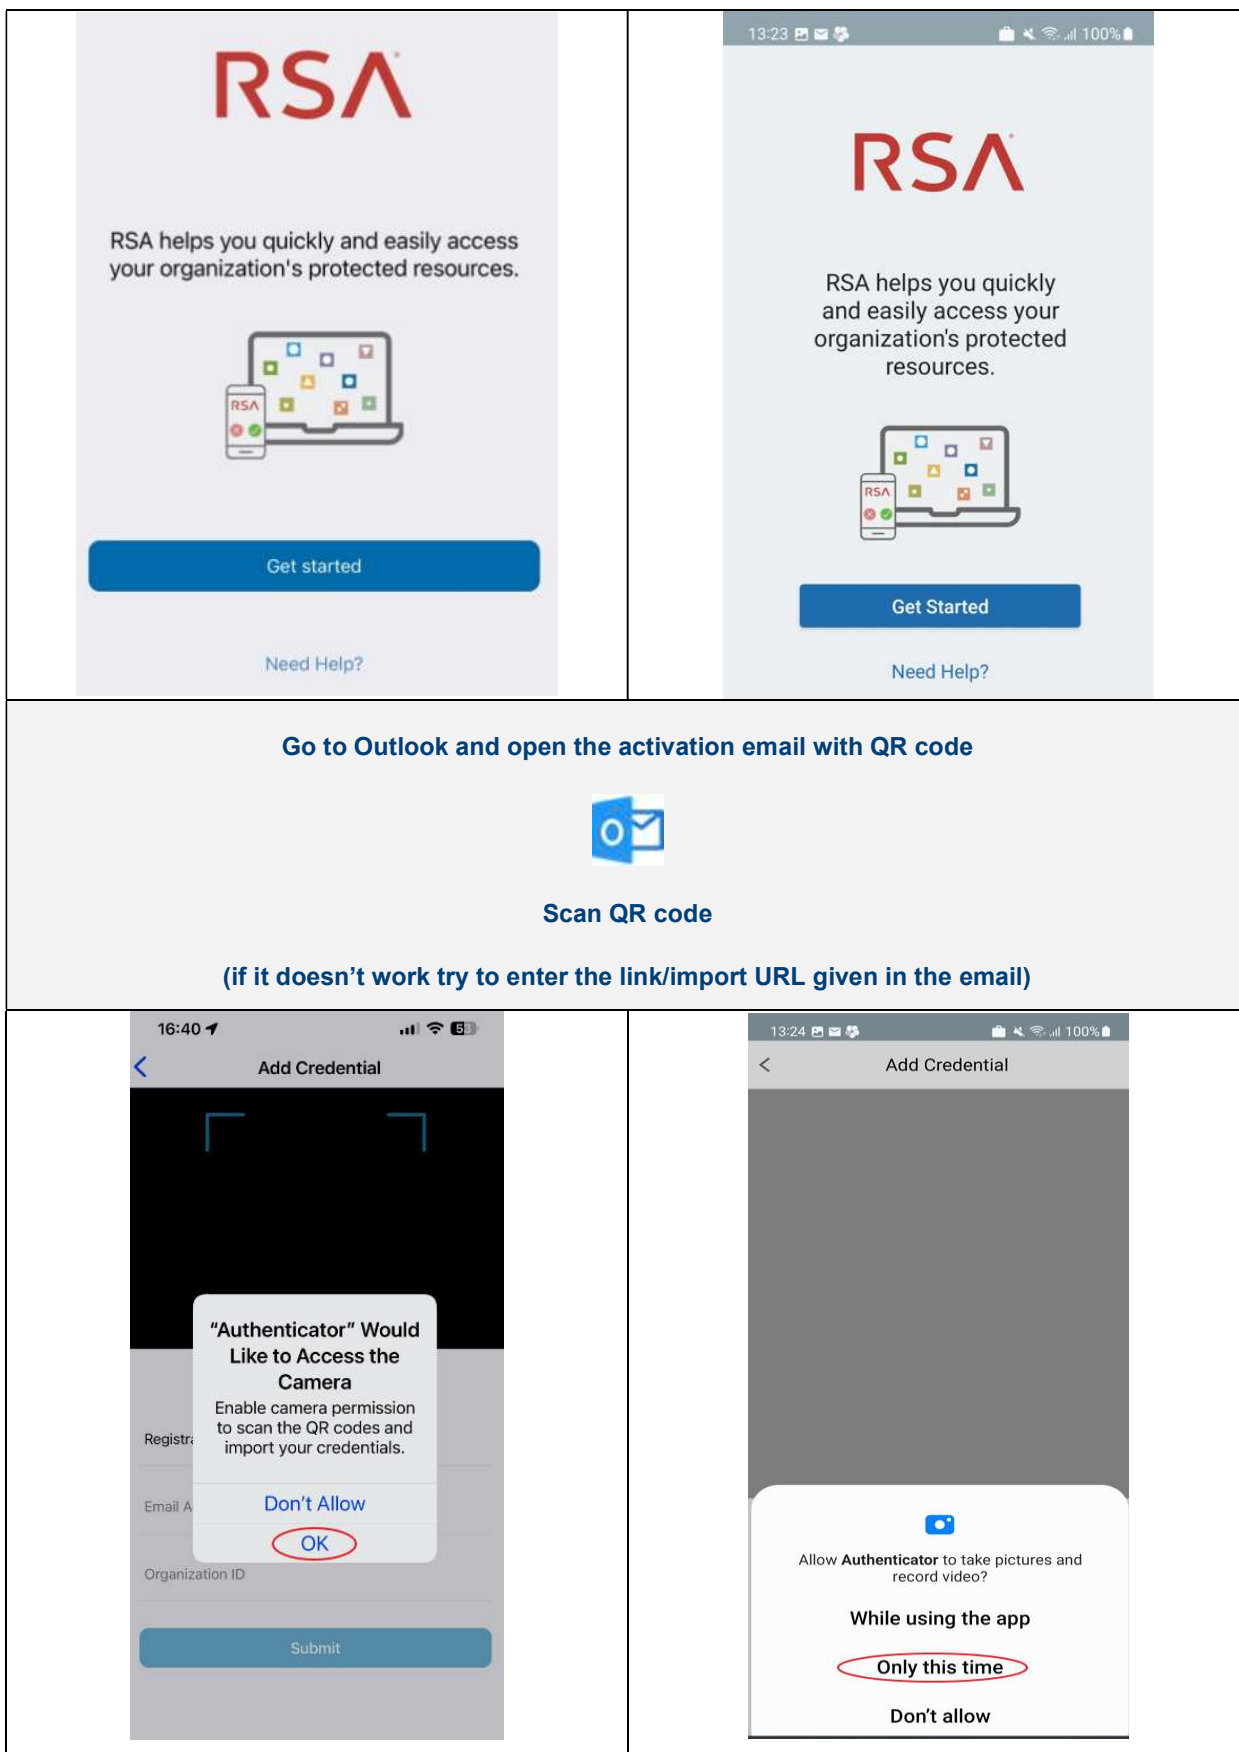 RSA
RSA helps you quickly and easily access
your organization's protected resources.
RSA
Get started
Need Help?
13:23 100%
RSA
RSA helps you quickly
and easily access your
organization's protected
resources.
RSA
Get Started
Need Help?
Go to Outlook and open the activation email with QR code
Scan QR code
(if it doesn’t work try to enter the link/import URL given in the email)
16:40 53
Add Credential
“Authenticator” Would
Like to Access the
Camera
Enable camera permission
to scan the QR codes and
import your credentials.
Registra
Don’t Allow
Email A
OK
Organization ID
Submit
13:24 100%
Add Credential
Allow Authenticator to take pictures and
record video?
While using the app
Only this time
Don’t allow